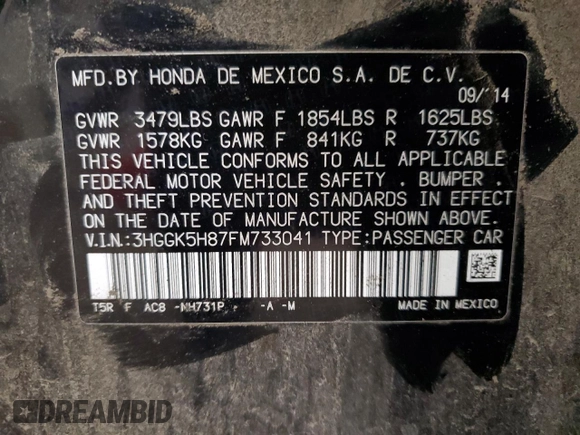 MFD.BY HONDA DE MEXICO S.A. DE C.V.
09/'14
GVWR 3479LBS GAWR F 1854LBS R 1625LBS
GVWR 1578KG GAWR F 841KG R 737KG
THIS VEHICLE CONFORMS TO ALL APPLICABLE
FEDERAL MOTOR VEHICLE SAFETY . BUMPER .
AND THEFT PREVENTION STANDARDS IN EFFECT
ON THE DATE OF MANUFACTURE SHOWN ABOVE.
V.I.N.:3HGGK5H87FM733041 TYPE:PASSENGER CAR
T5R F AC8 -NH731P - -A -M MADE IN MEXICO
DREAMBID